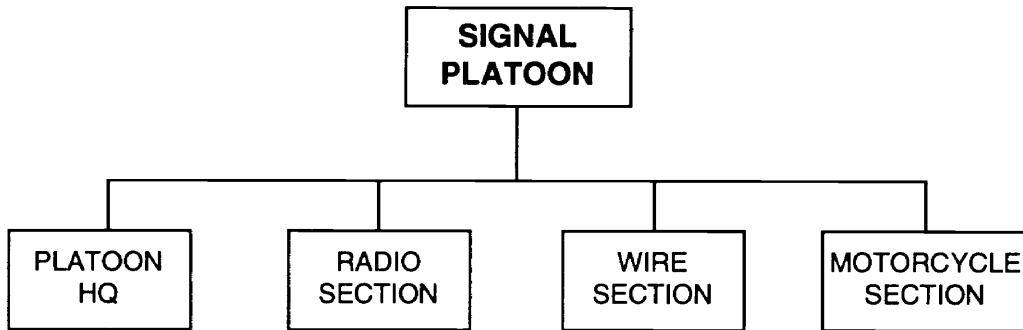 SIGNAL
PLATOON
PLATOON
HQ
RADIO
SECTION
WIRE
SECTION
MOTORCYCLE
SECTION